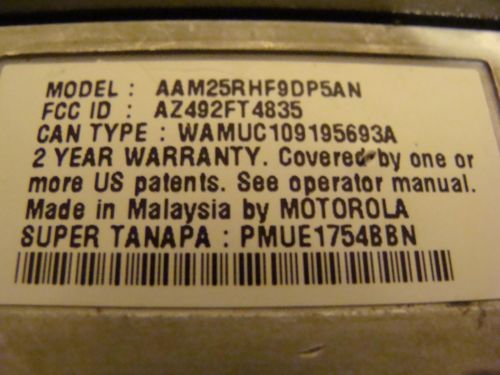 MODEL : AAM25RHF9DP5AN
FCC ID : AZ492FT4835
CAN TYPE : WAMUC109195693A
2 YEAR WARRANTY. Covered by one or
more US patents. See operator manual.
Made in Malaysia by MOTOROLA
SUPER TANAPA : PMUE1754BBN